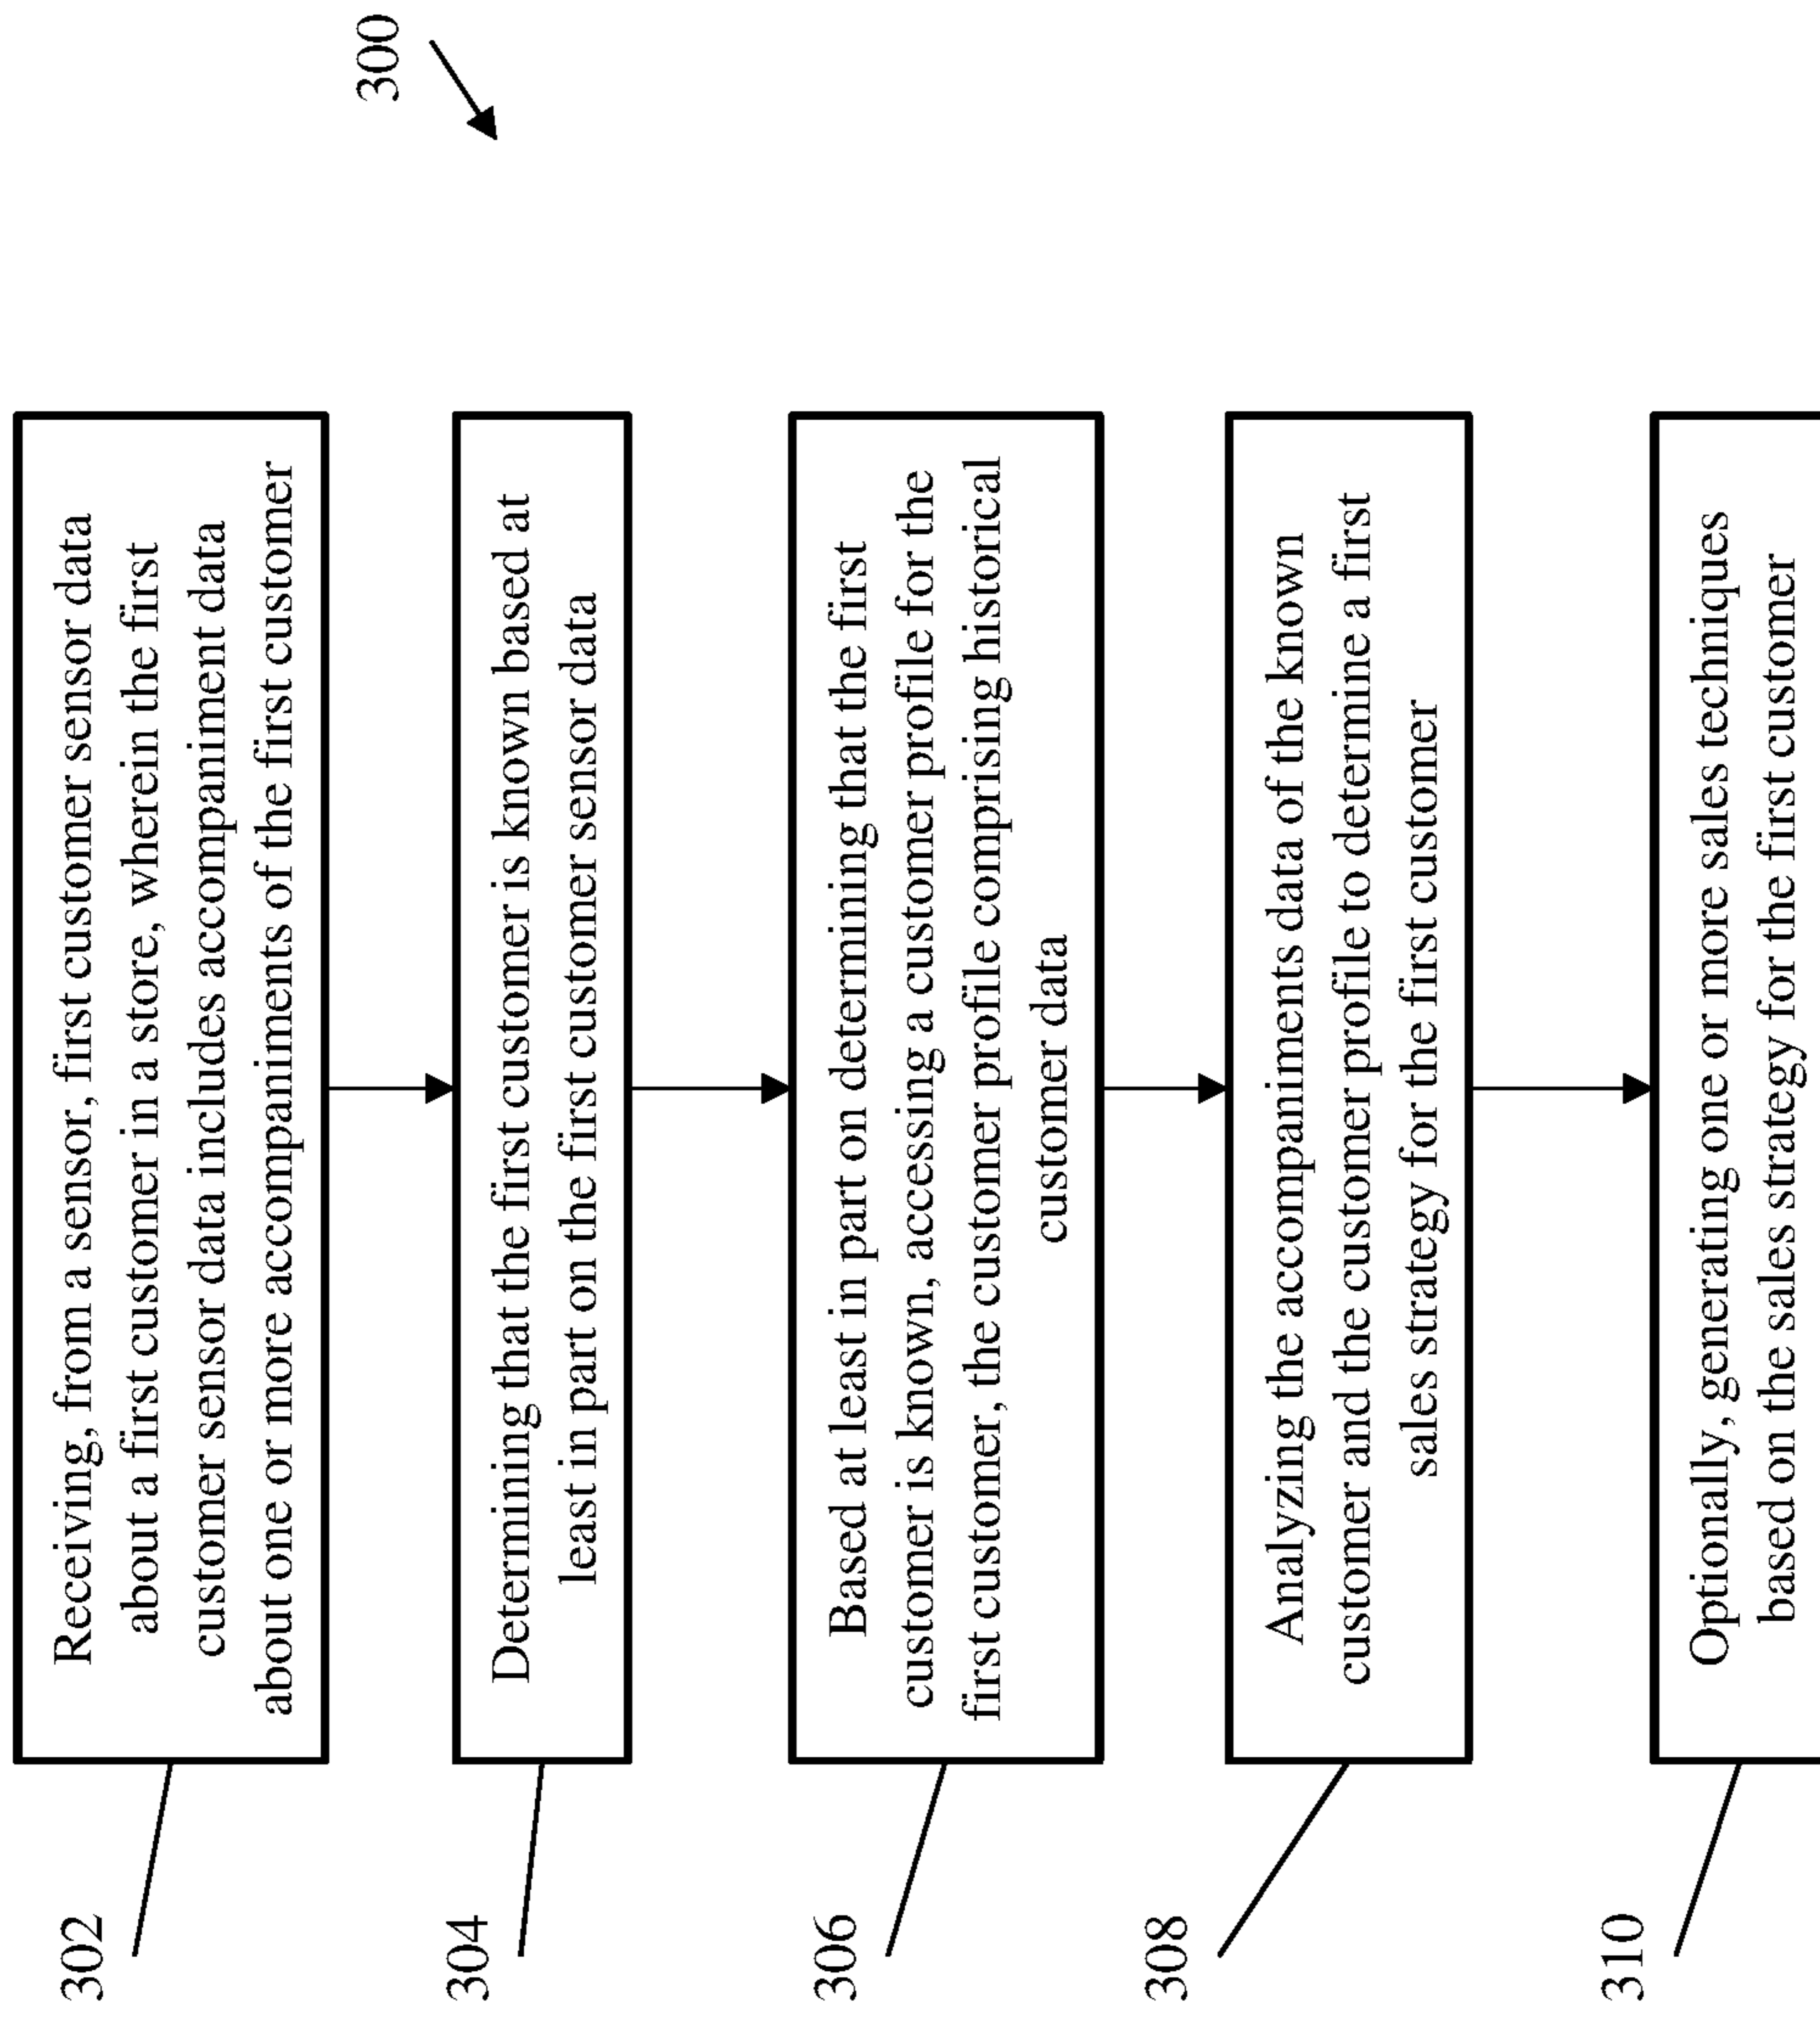 300
302
Receiving, from a sensor, first customer sensor data
about a first customer in a store, wherein the first
customer sensor data includes accompaniment data
about one or more accompaniments of the first customer
304
Determining that the first customer is known based at
least in part on the first customer sensor data
306
Based at least in part on determining that the first
customer is known, accessing a customer profile for the
first customer, the customer profile comprising historical
customer data
308
Analyzing the accompaniments data of the known
customer and the customer profile to determine a first
sales strategy for the first customer
310
Optionally, generating one or more sales techniques
based on the sales strategy for the first customer